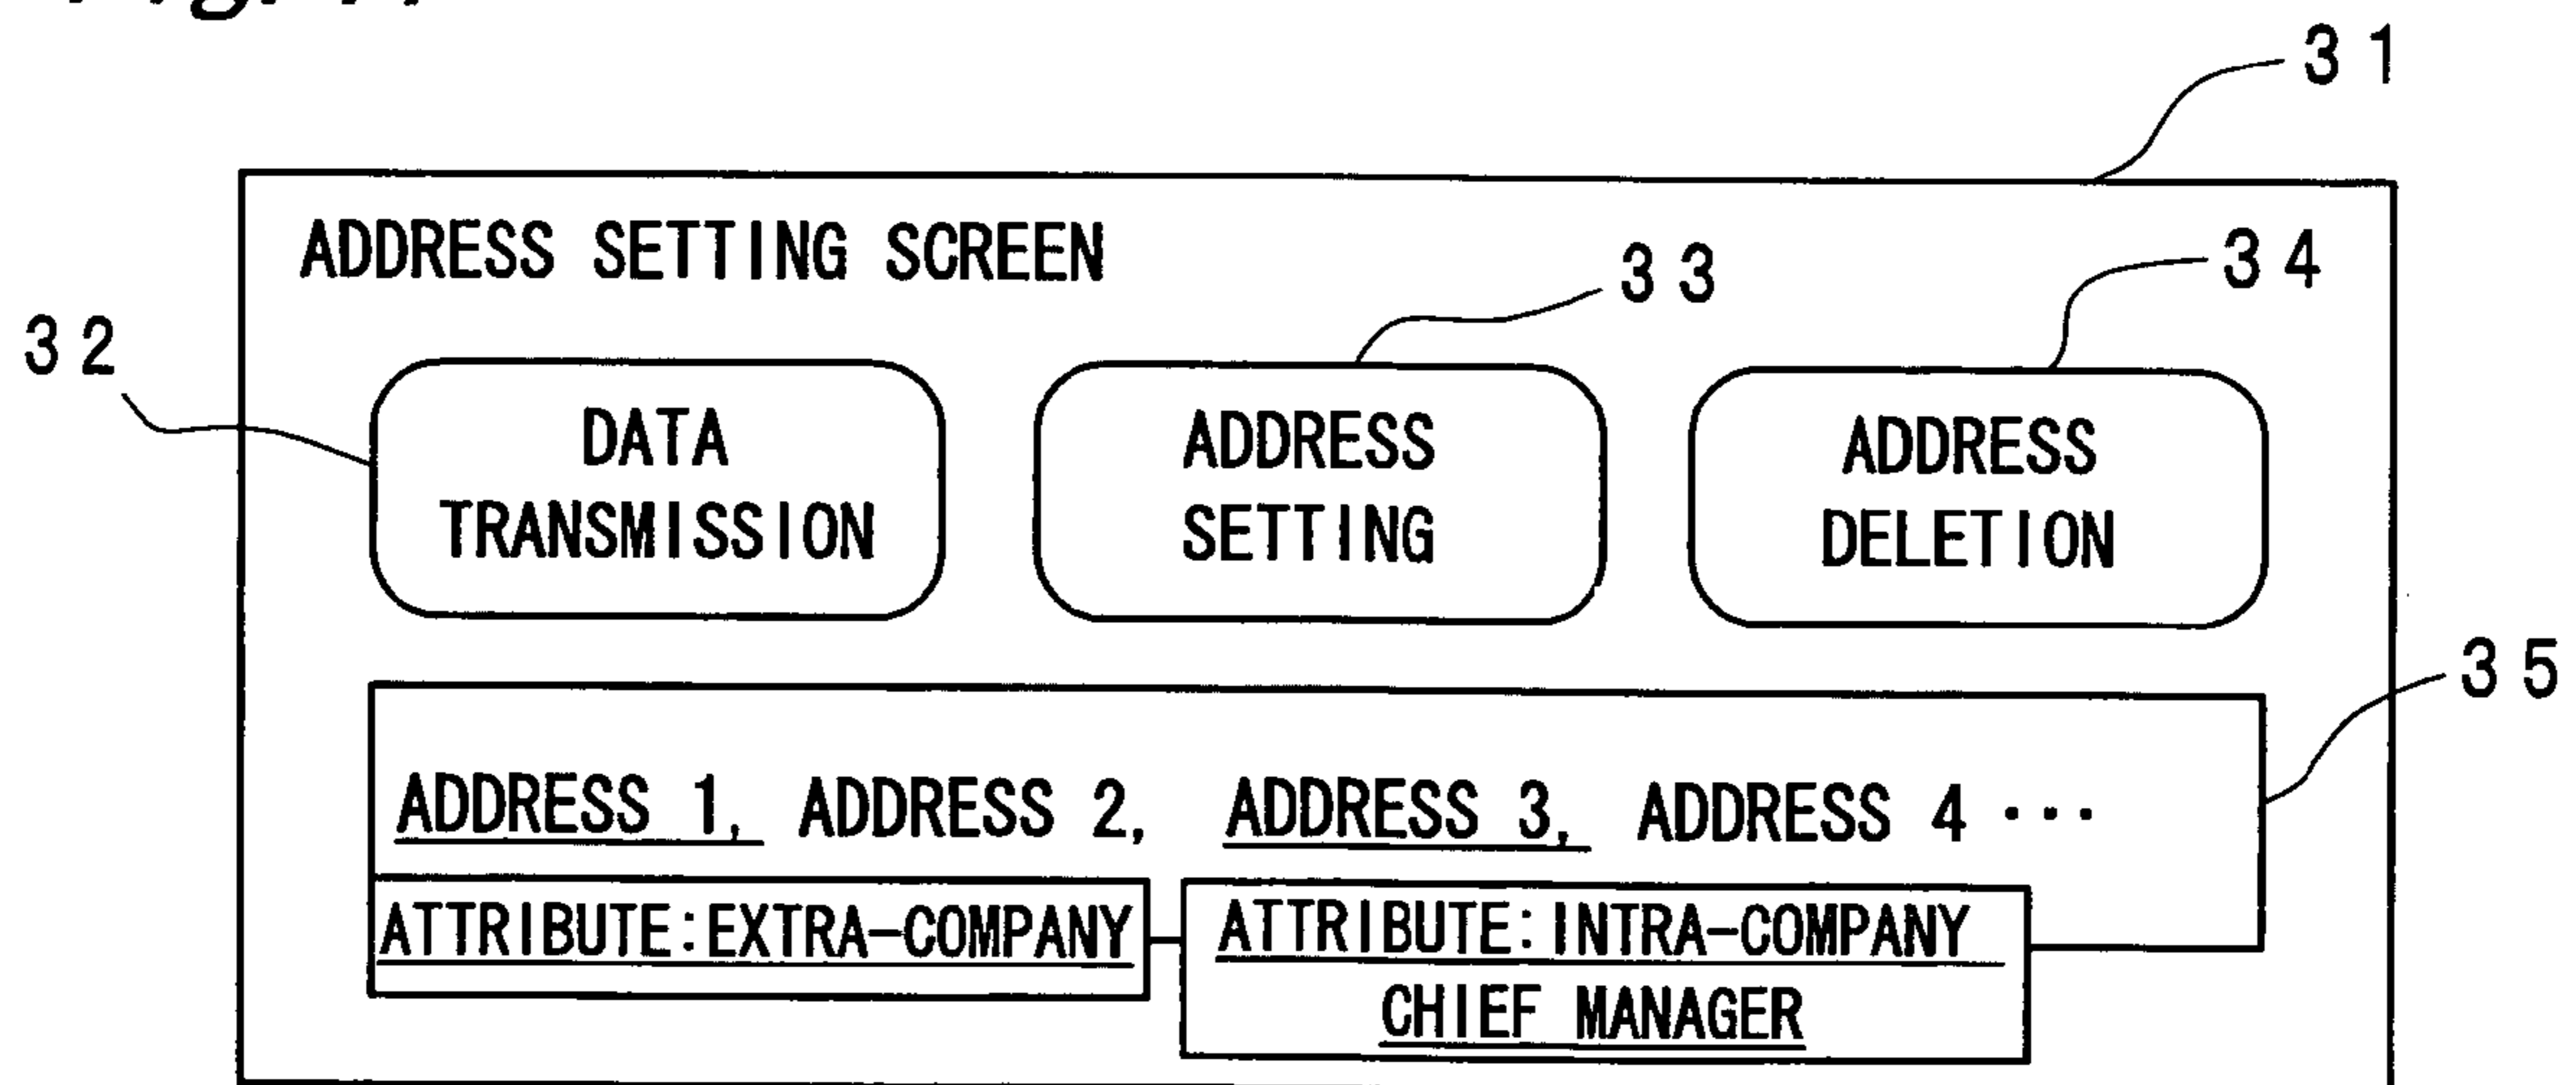 31
ADDRESS SETTING SCREEN
33
34
32
DATA
TRANSMISSION
ADDRESS
SETTING
ADDRESS
DELETION
35
ADDRESS 1, ADDRESS 2, ADDRESS 3, ADDRESS 4 ···
ATTRIBUTE:EXTRA-COMPANY
ATTRIBUTE:INTRA-COMPANY
CHIEF MANAGER